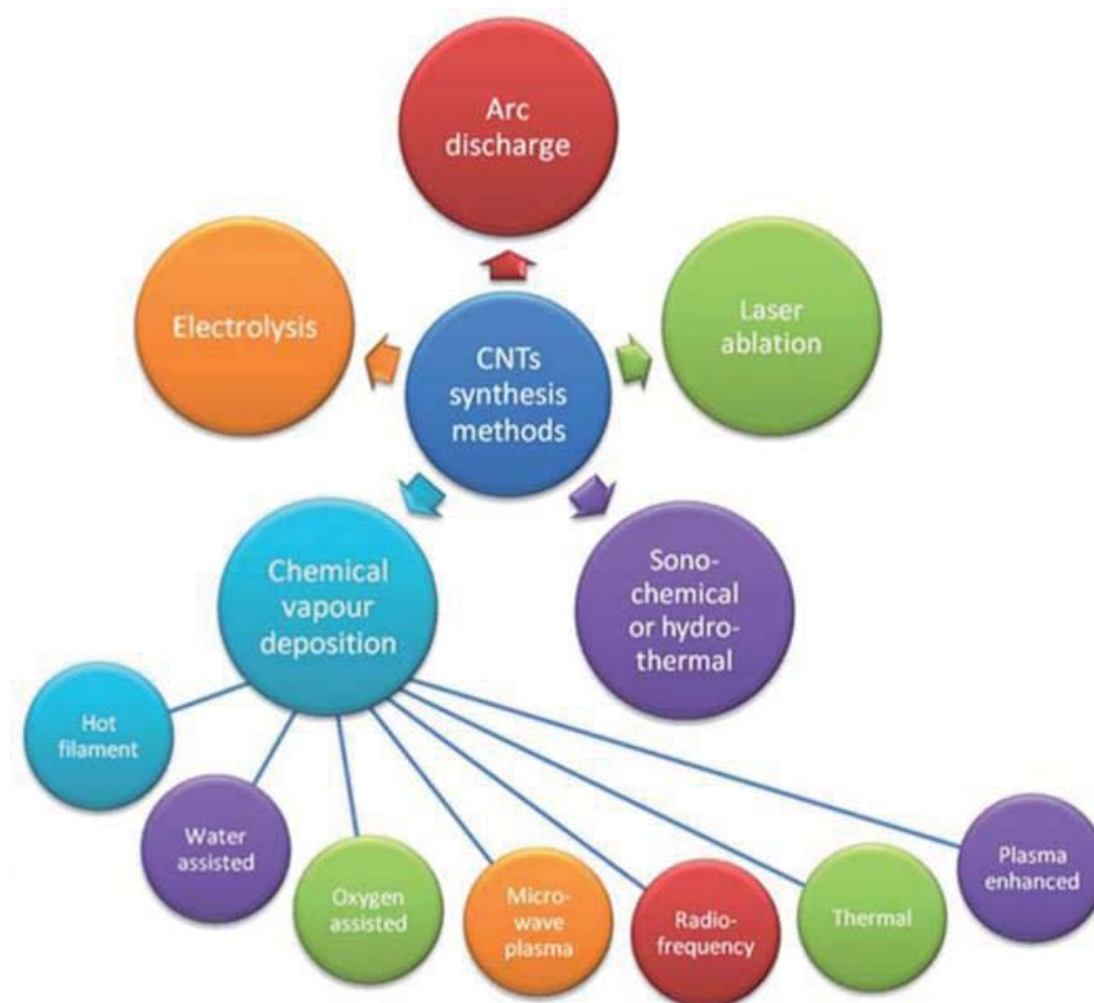 Arc
discharge
Electrolysis
Laser
ablation
CNTs
synthesis
methods
Chemical
vapour
deposition
Sono-
chemical
or hydro-
thermal
Hot
filament
Water
assisted
Oxygen
assisted
Micro-
wave
plasma
Radio-
frequency
Thermal
Plasma
enhanced